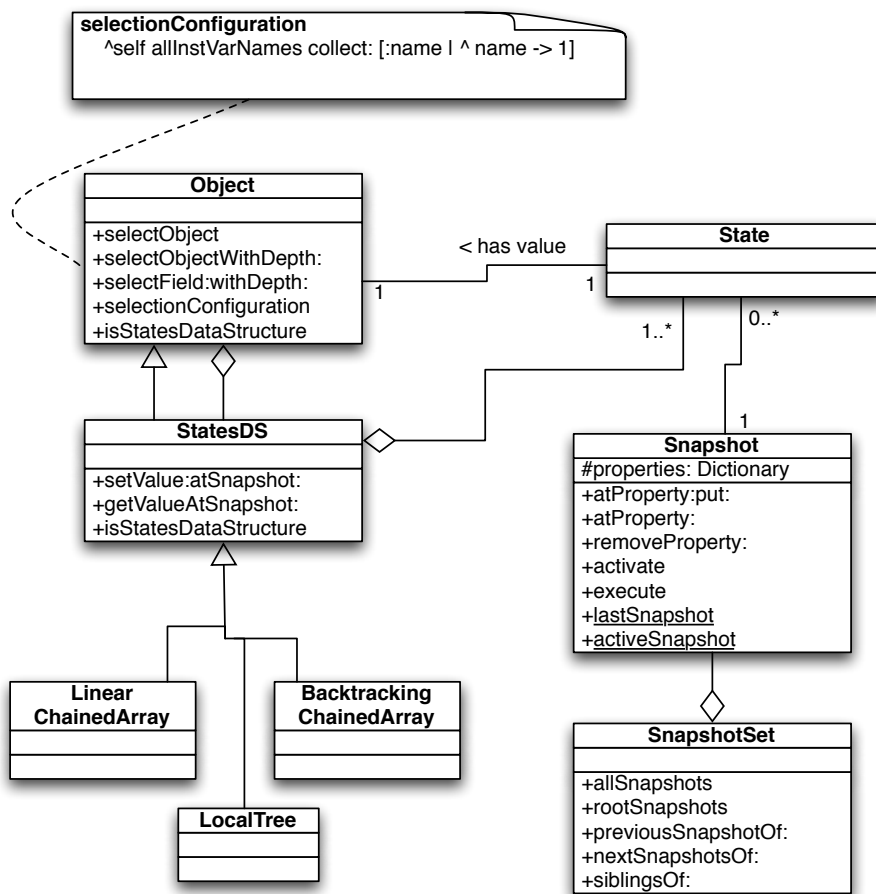 selectionConfiguration
^self allInstVarNames collect: [:name | ^ name -> 1]
Object
+selectObject
+selectObjectWithDepth:
+selectField:withDepth:
+selectionConfiguration
+isStatesDataStructure
< has value
1
1
State
1..*
0..*
1
StatesDS
+setValue:atSnapshot:
+getValueAtSnapshot:
+isStatesDataStructure
Snapshot
#properties: Dictionary
+atProperty:put:
+atProperty:
+removeProperty:
+activate
+execute
+lastSnapshot
+activeSnapshot
Linear
ChainedArray
Backtracking
ChainedArray
LocalTree
SnapshotSet
+allSnapshots
+rootSnapshots
+previousSnapshotOf:
+nextSnapshotsOf:
+siblingsOf: